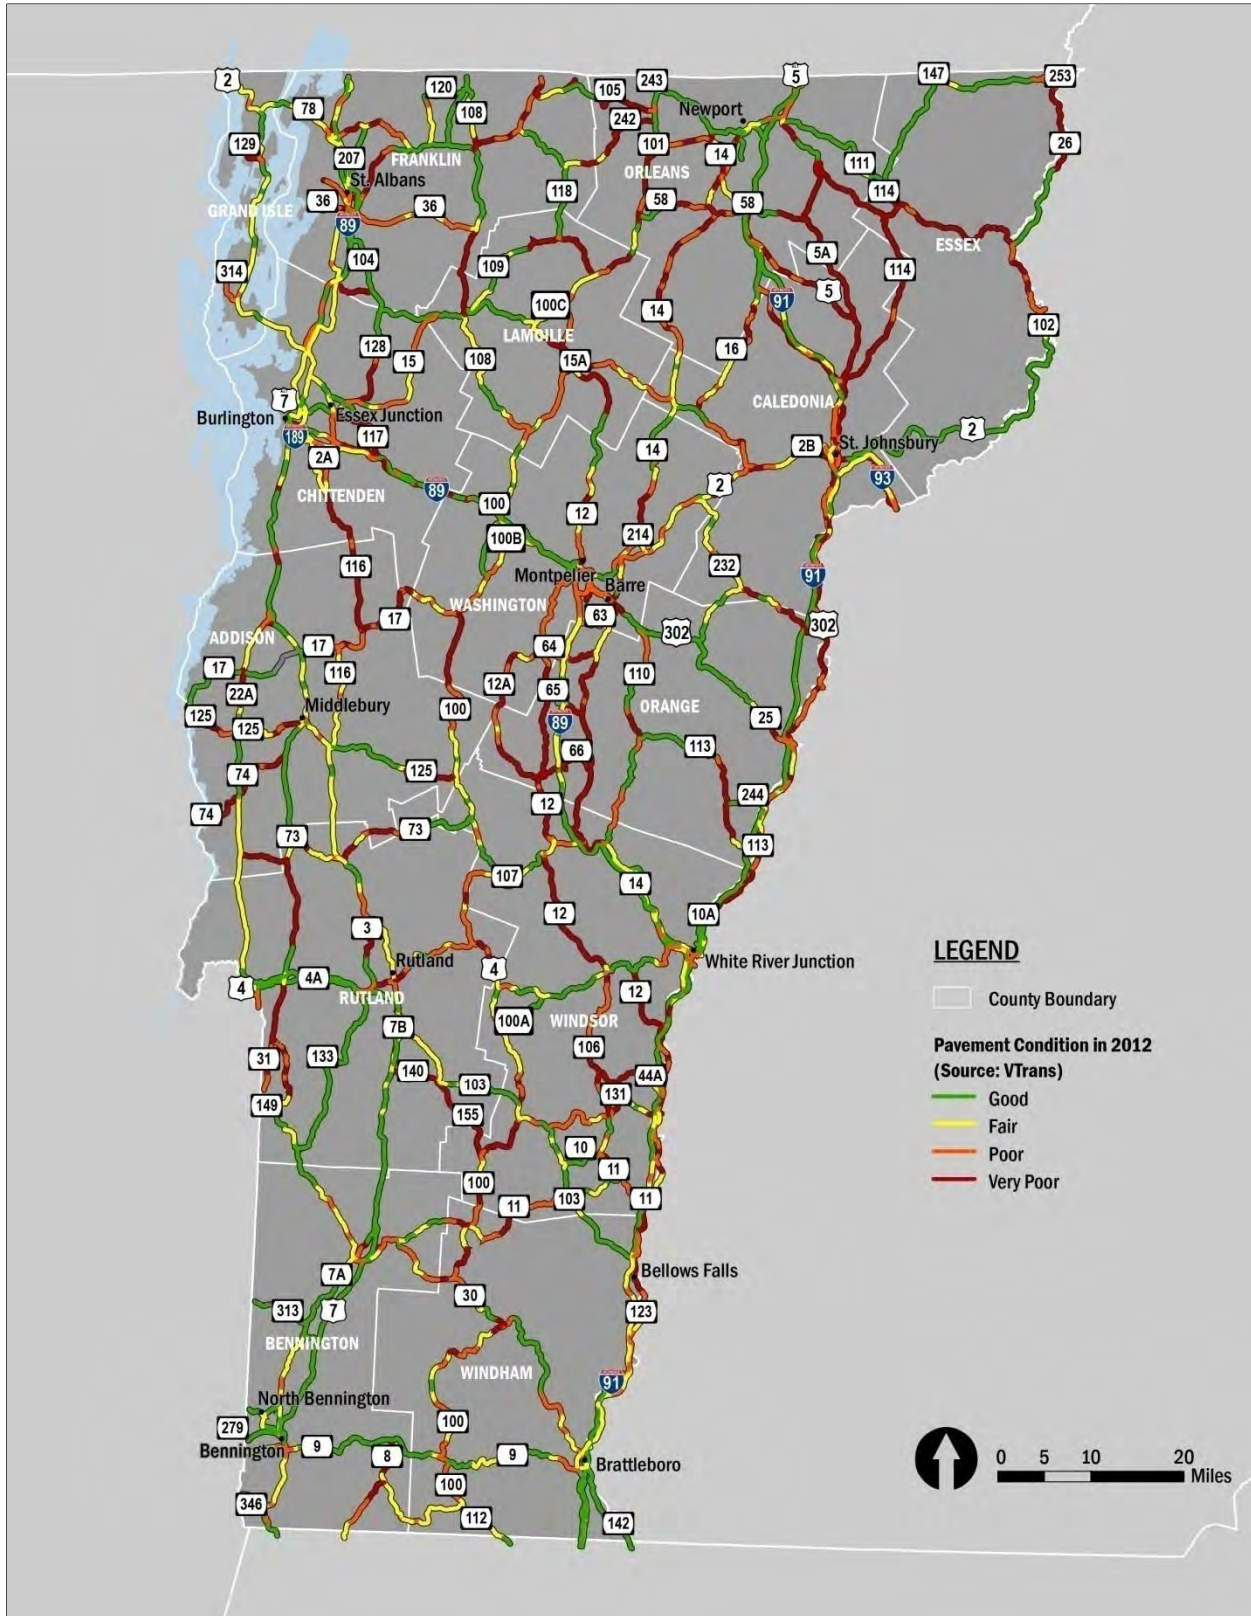 2
78
120
108
105
243
242
Newport
5
147
253
129
207
FRANKLIN
101
14
ORLEANS
111
26
St. Albans
36
36
GRAND ISLE
89
118
58
58
114
ESSEX
104
109
5A
114
314
100C
5
91
14
LAMOILLE
102
128
15
108
15A
16
CALEDONIA
7
Burlington
Essex Junction
189
117
2A
14
2B
St. Johnsbury
2
93
CHITTENDEN
89
2
100
12
100B
214
116
Montpelier
Barre
232
91
WASHINGTON
63
17
302
302
ADDISON
17
64
17
116
110
22A
12A
65
125
Middlebury
100
ORANGE
25
125
89
66
113
74
125
244
74
12
73
73
113
107
14
3
12
10A
Rutland
White River Junction
4
4A
4
RUTLAND
12
100A
WINDSOR
7B
31
133
106
140
103
44A
149
155
131
10
11
100
103
11
11
7A
Bellows Falls
30
313
7
123
BENNINGTON
WINDHAM
91
North Bennington
279
100
Bennington
9
8
9
Brattleboro
100
346
112
142
LEGEND
County Boundary
Pavement Condition in 2012
(Source: VTrans)
Good
Fair
Poor
Very Poor
0 5 10 20
Miles